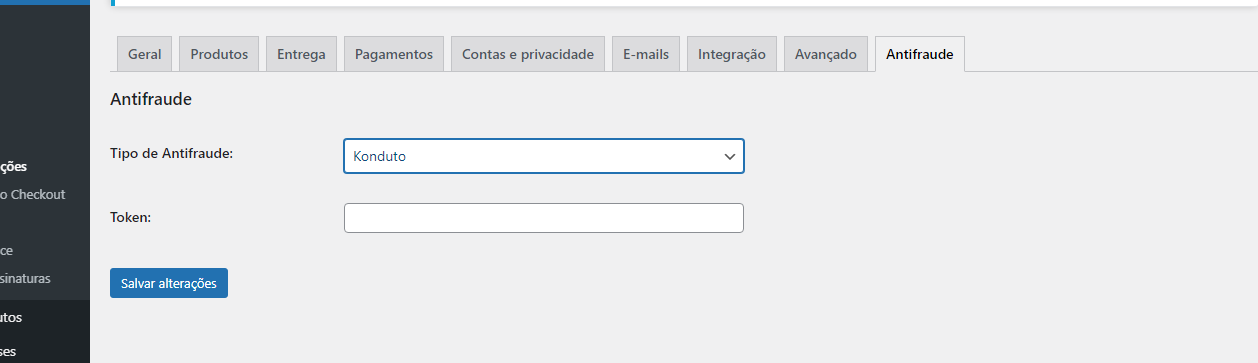 Geral Produtos Entrega Pagamentos Contas e privacidade E-mails Integração Avançado Antifraude
Antifraude
Tipo de Antifraude: Konduto
ções
o Checkout
Token:
ce
sinaturas
Salvar alterações
utos
ses